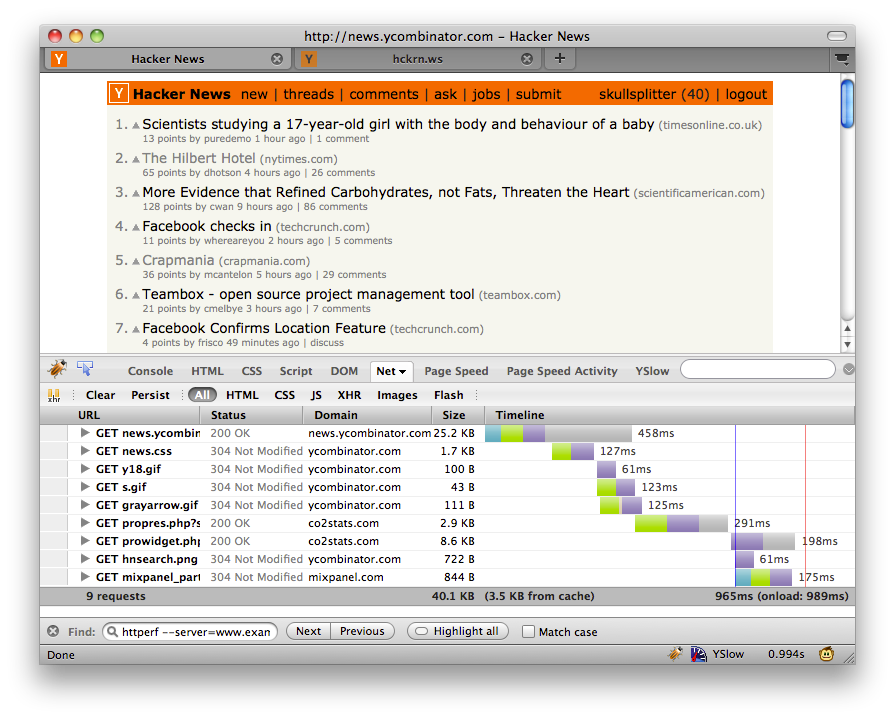 http://news.ycombinator.com – Hacker News
Y Hacker News Y hckrn.ws +
Y Hacker News new | threads | comments | ask | jobs | submit skullsplitter (40) | logout
1. Scientists studying a 17-year-old girl with the body and behaviour of a baby (timesonline.co.uk)
13 points by puredemo 1 hour ago | 1 comment
2. The Hilbert Hotel (nytimes.com)
65 points by dhotson 4 hours ago | 26 comments
3. More Evidence that Refined Carbohydrates, not Fats, Threaten the Heart (scientificamerican.com)
128 points by cwan 9 hours ago | 86 comments
4. Facebook checks in (techcrunch.com)
11 points by whereareyou 2 hours ago | 5 comments
5. Crapmania (crapmania.com)
36 points by mcantelon 5 hours ago | 29 comments
6. Teambox - open source project management tool (teambox.com)
21 points by cmelbye 3 hours ago | 7 comments
7. Facebook Confirms Location Feature (techcrunch.com)
4 points by frisco 49 minutes ago | discuss
Console HTML CSS Script DOM Net Page Speed Page Speed Activity YSlow
xhr Clear Persist All HTML CSS JS XHR Images Flash
URL Status Domain Size Timeline
GET news.ycombin 200 OK news.ycombinator.com 25.2 KB 458ms
GET news.css 304 Not Modified ycombinator.com 1.7 KB 127ms
GET y18.gif 304 Not Modified ycombinator.com 100 B 61ms
GET s.gif 304 Not Modified ycombinator.com 43 B 123ms
GET grayarrow.gif 304 Not Modified ycombinator.com 111 B 125ms
GET propres.php?s 200 OK co2stats.com 2.9 KB 291ms
GET prowidget.php 200 OK co2stats.com 8.6 KB 198ms
GET hnsearch.png 304 Not Modified ycombinator.com 722 B 61ms
GET mixpanel_part 304 Not Modified mixpanel.com 844 B 175ms
9 requests 40.1 KB (3.5 KB from cache) 965ms (onload: 989ms)
Find: httperf --server=www.exam Next Previous Highlight all Match case
Done YSlow 0.994s